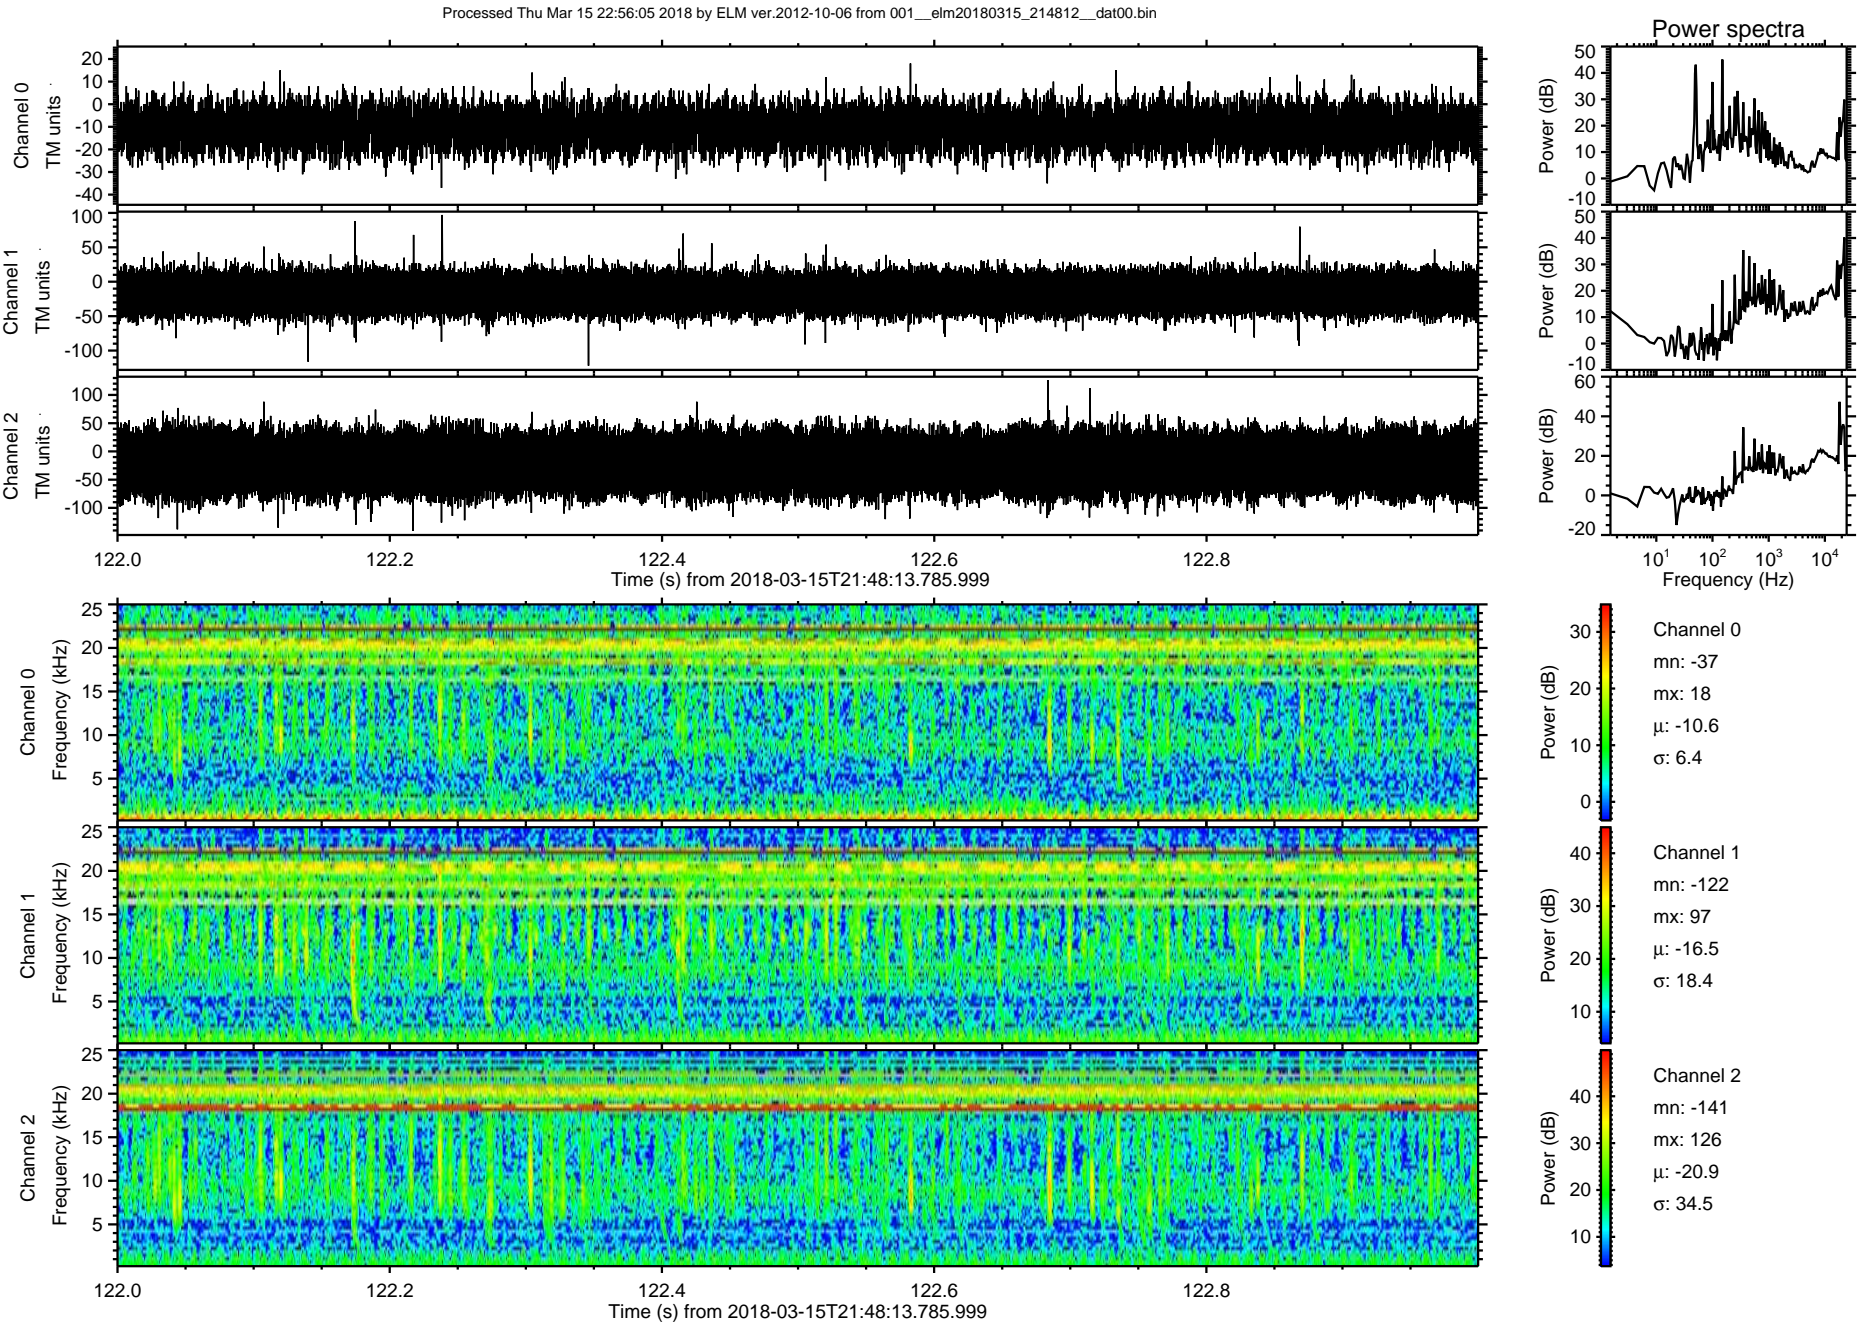 Processed Thu Mar 15 22:56:05 2018 by ELM ver.2012-10-06 from 001__elm20180315_214812__dat00.bin
Power spectra
Channel 0
TM units
20
10
0
-10
-20
-30
-40
Power (dB)
50
40
30
20
10
0
-10
Channel 1
TM units
100
50
0
-50
-100
Power (dB)
50
40
30
20
10
0
-10
Channel 2
TM units
100
50
0
-50
-100
Power (dB)
60
40
20
0
-20
122.0 122.2 122.4 122.6 122.8
Time (s) from 2018-03-15T21:48:13.785.999
10^1 10^2 10^3 10^4
Frequency (Hz)
Channel 0
Frequency (kHz)
25
20
15
10
5
Power (dB)
30
20
10
0
Channel 0
mn: -37
mx: 18
μ: -10.6
σ: 6.4
Channel 1
Frequency (kHz)
25
20
15
10
5
Power (dB)
40
30
20
10
Channel 1
mn: -122
mx: 97
μ: -16.5
σ: 18.4
Channel 2
Frequency (kHz)
25
20
15
10
5
Power (dB)
40
30
20
10
Channel 2
mn: -141
mx: 126
μ: -20.9
σ: 34.5
122.0 122.2 122.4 122.6 122.8
Time (s) from 2018-03-15T21:48:13.785.999